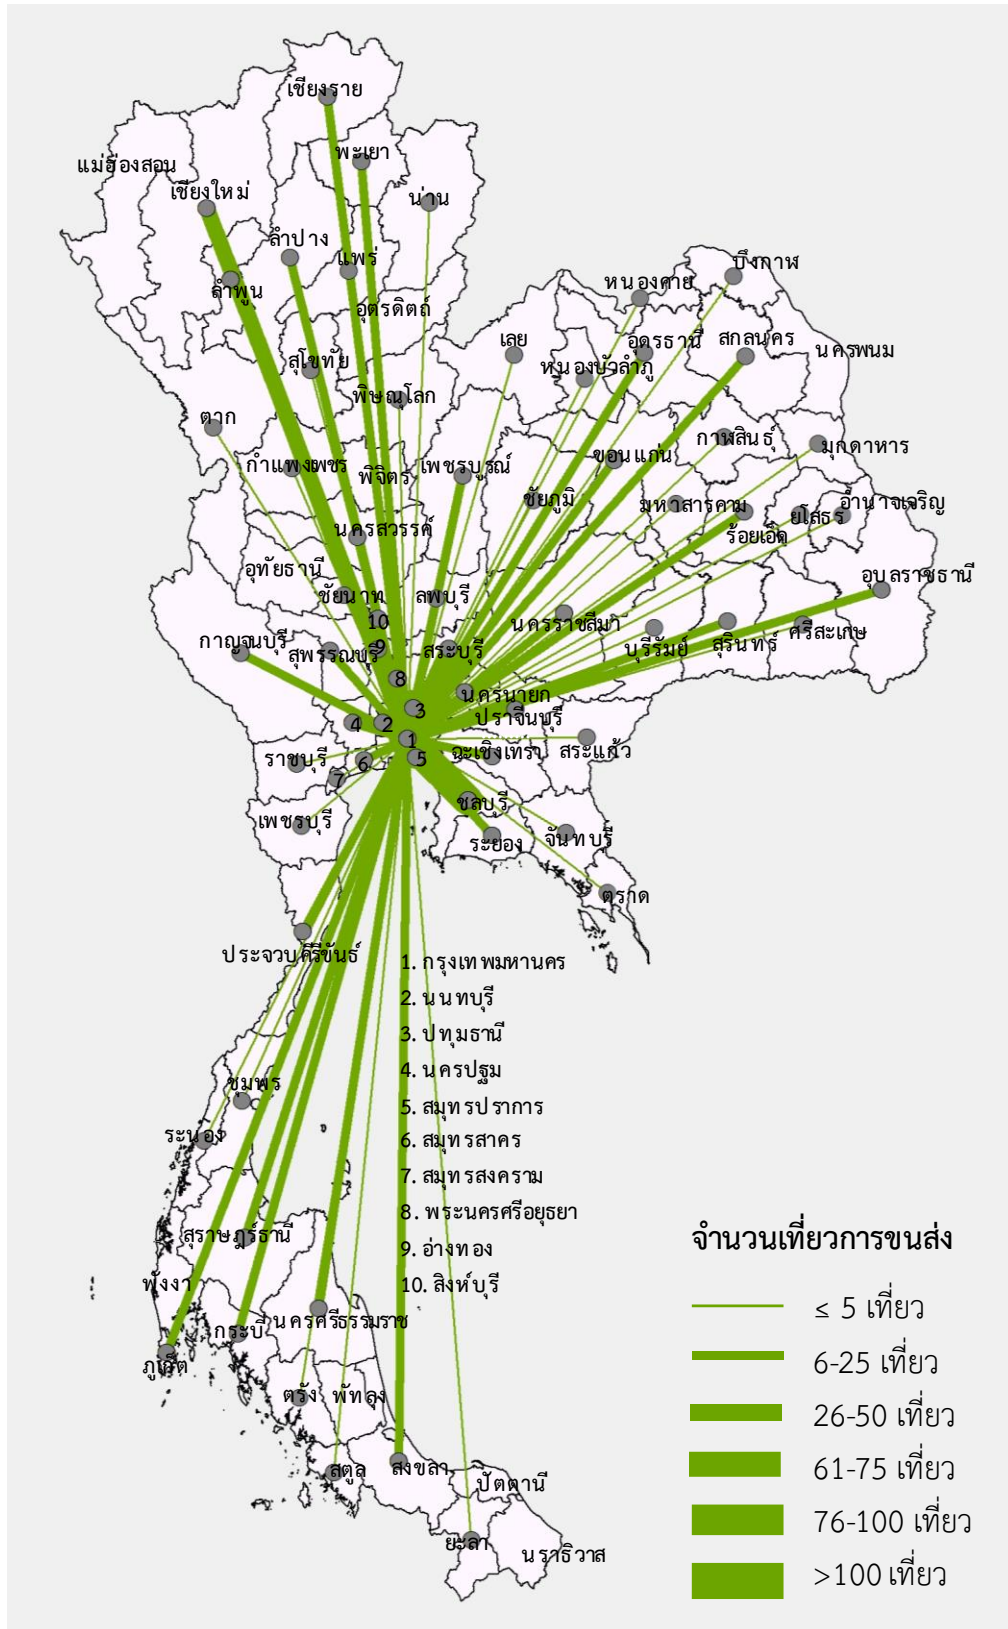 เชียงราย
พะเยา
แม่ฮ่องสอน
เชียงใหม่
น่าน
ลำปาง
แพร่
บึงกาฬ
หนองคาย
ลำพูน
อุตรดิตถ์
สุโขทัย
เลย
อุดรธานี
สกลนคร
นครพนม
หนองบัวลำภู
พิษณุโลก
ตาก
กาฬสินธุ์
มุกดาหาร
กำแพงเพชร
พิจิตร
เพชรบูรณ์
ขอนแก่น
ชัยภูมิ
มหาสารคาม
ร้อยเอ็ด
ยโสธร
อำนาจเจริญ
นครสวรรค์
อุทัยธานี
ชัยนาท
ลพบุรี
อุบลราชธานี
10
นครราชสีมา
บุรีรัมย์
สุรินทร์
ศรีสะเกษ
กาญจนบุรี
สุพรรณบุรี
9
สระบุรี
8
นครนายก
3
ปราจีนบุรี
4
2
1
ฉะเชิงเทรา
สระแก้ว
ราชบุรี
6
5
7
ชลบุรี
เพชรบุรี
ระยอง
จันทบุรี
ตราด
ประจวบคีรีขันธ์
1. กรุงเทพมหานคร
2. นนทบุรี
3. ปทุมธานี
4. นครปฐม
5. สมุทรปราการ
6. สมุทรสาคร
7. สมุทรสงคราม
8. พระนครศรีอยุธยา
9. อ่างทอง
10. สิงห์บุรี
ชุมพร
ระนอง
สุราษฎร์ธานี
พังงา
กระบี่
นครศรีธรรมราช
ภูเก็ต
ตรัง
พัทลุง
สตูล
สงขลา
ปัตตานี
ยะลา
นราธิวาส
จำนวนเที่ยวการขนส่ง
≤ 5 เที่ยว
6-25 เที่ยว
26-50 เที่ยว
61-75 เที่ยว
76-100 เที่ยว
>100 เที่ยว